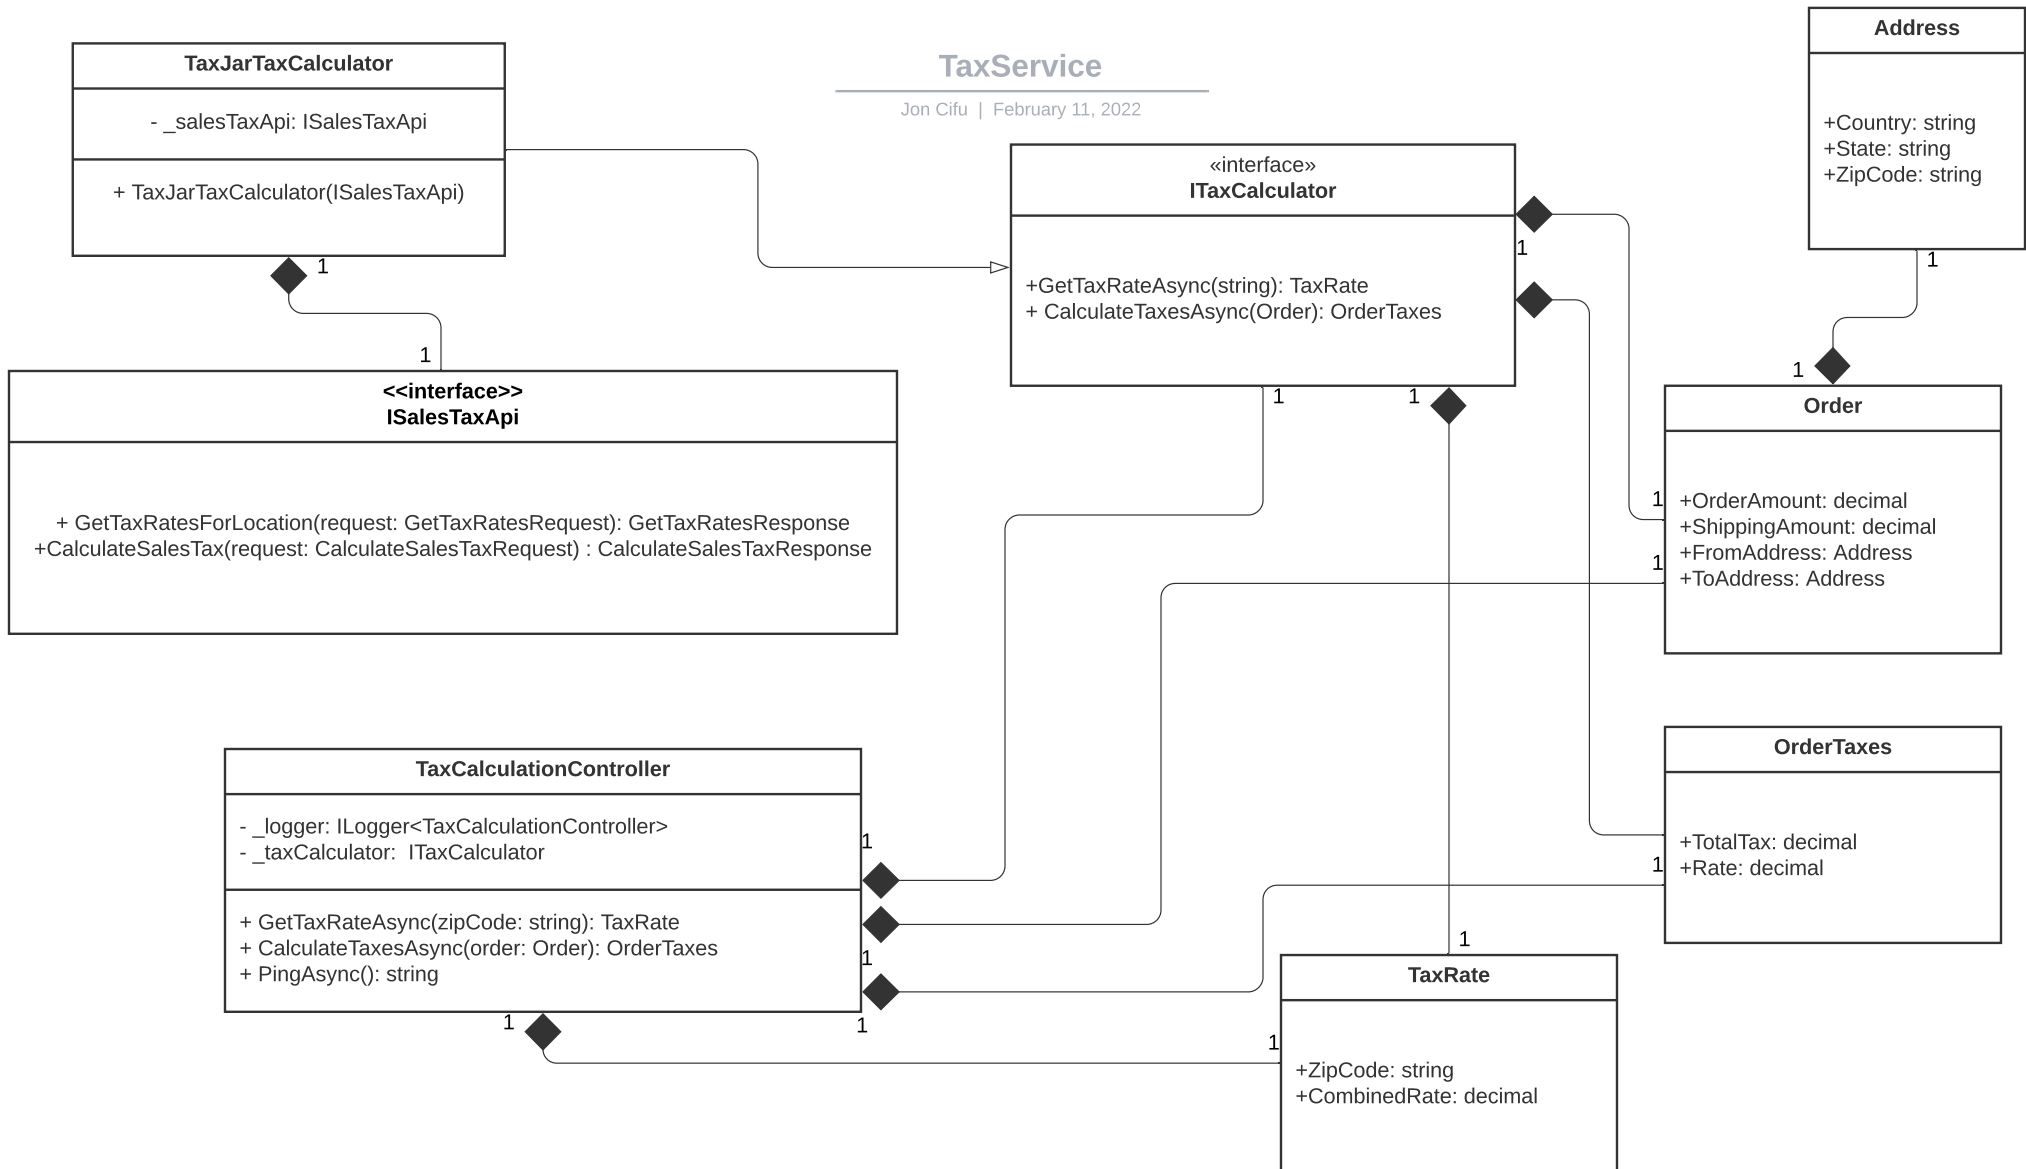 TaxService
Jon Cifu | February 11, 2022
TaxJarTaxCalculator
- _salesTaxApi: ISalesTaxApi
+ TaxJarTaxCalculator(ISalesTaxApi)
1
1
<<interface>>
ISalesTaxApi
+ GetTaxRatesForLocation(request: GetTaxRatesRequest): GetTaxRatesResponse
+CalculateSalesTax(request: CalculateSalesTaxRequest) : CalculateSalesTaxResponse
«interface»
ITaxCalculator
+GetTaxRateAsync(string): TaxRate
+ CalculateTaxesAsync(Order): OrderTaxes
1
1
1
Address
+Country: string
+State: string
+ZipCode: string
1
1
Order
+OrderAmount: decimal
+ShippingAmount: decimal
+FromAddress: Address
+ToAddress: Address
1
1
OrderTaxes
+TotalTax: decimal
+Rate: decimal
1
TaxCalculationController
- _logger: ILogger<TaxCalculationController>
- _taxCalculator:  ITaxCalculator
+ GetTaxRateAsync(zipCode: string): TaxRate
+ CalculateTaxesAsync(order: Order): OrderTaxes
+ PingAsync(): string
1
1
1
1
1
TaxRate
+ZipCode: string
+CombinedRate: decimal
1